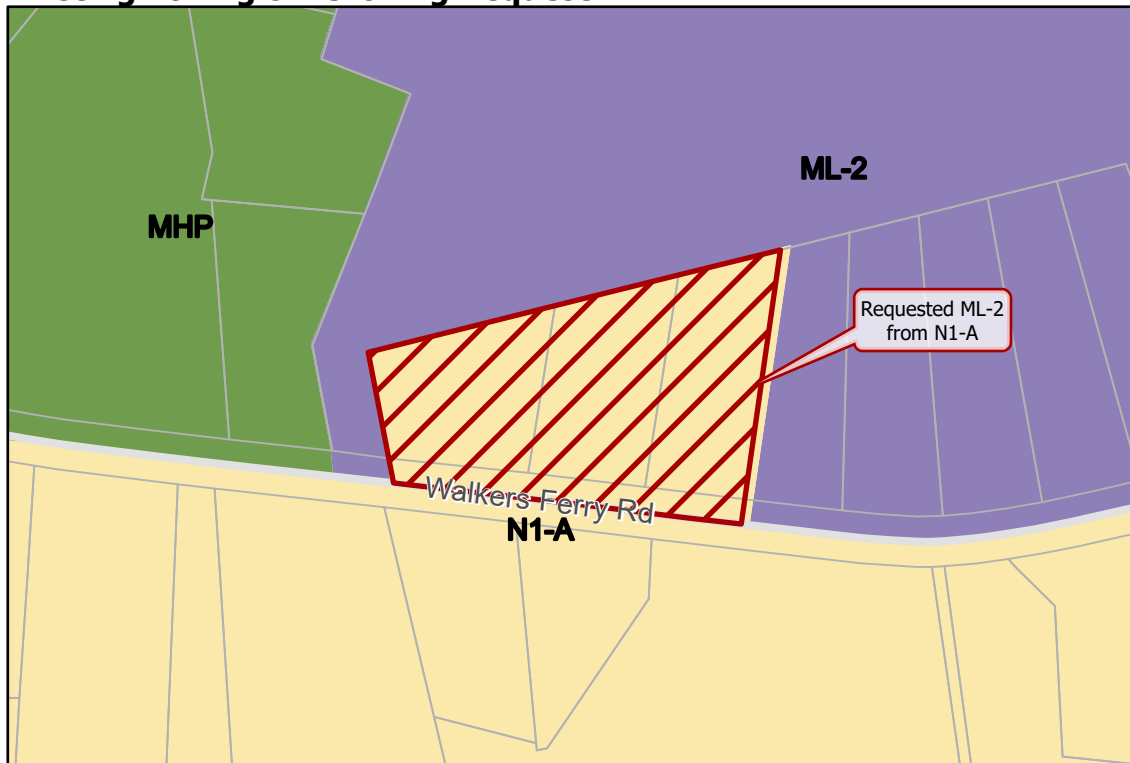 ML-2
MHP
Requested ML-2
from N1-A
Walkers Ferry Rd
N1-A